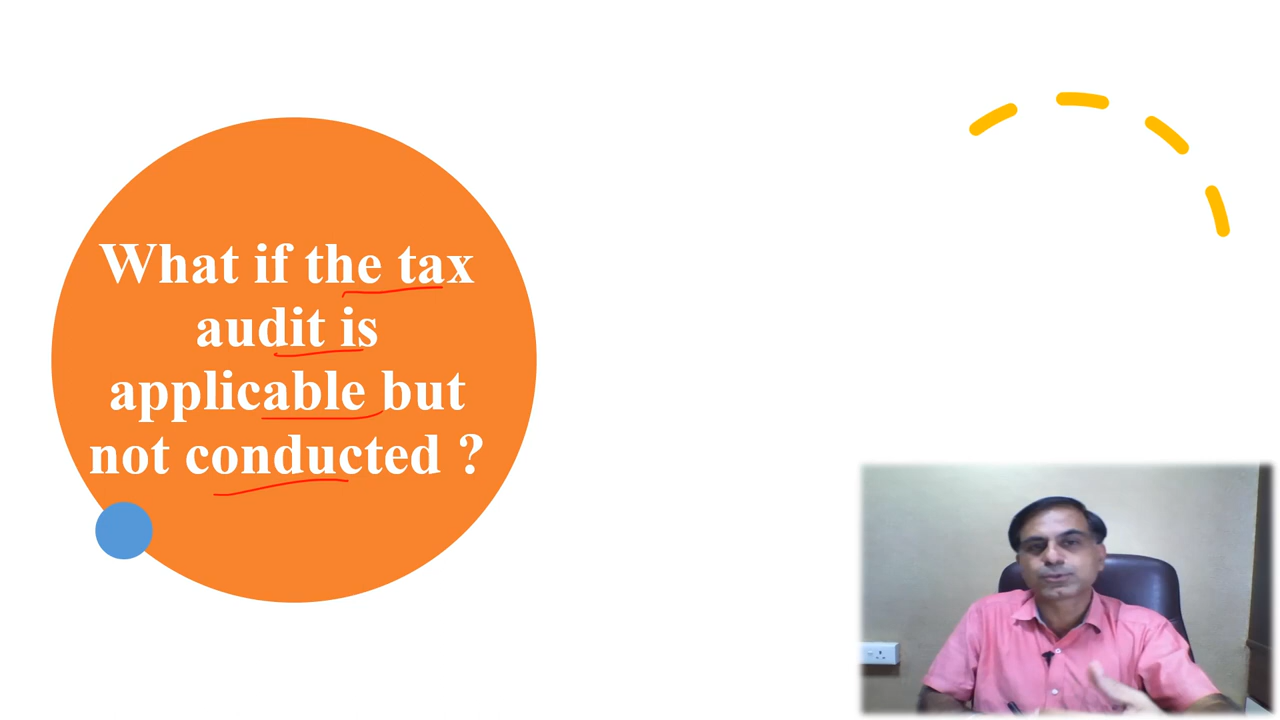 What if the tax
audit is
applicable but
not conducted ?